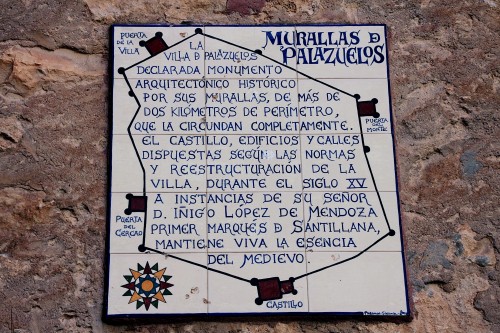 MURALLAS D
PALAZUELOS
PUERTA
DE LA
VILLA
LA
VILLA D PALAZUELOS
DECLARADA MONUMENTO
ARQUITECTÓNICO HISTÓRICO
POR SUS MURALLAS, DE MÁS DE
DOS KILÓMETROS DE PERÍMETRO,
QUE LA CIRCUNDAN COMPLETAMENTE.
EL CASTILLO, EDIFICIOS Y CALLES
DISPUESTAS SEGÚN LAS NORMAS
Y REESTRUCTURACIÓN DE LA
VILLA, DURANTE EL SIGLO XV
A INSTANCIAS DE SU SEÑOR
D. IÑIGO LÓPEZ DE MENDOZA
PRIMER MARQUÉS D SANTILLANA,
MANTIENE VIVA LA ESENCIA
DEL MEDIEVO
PUERTA
DEL MONTE
PUERTA
DEL
CERCAO
CASTILLO